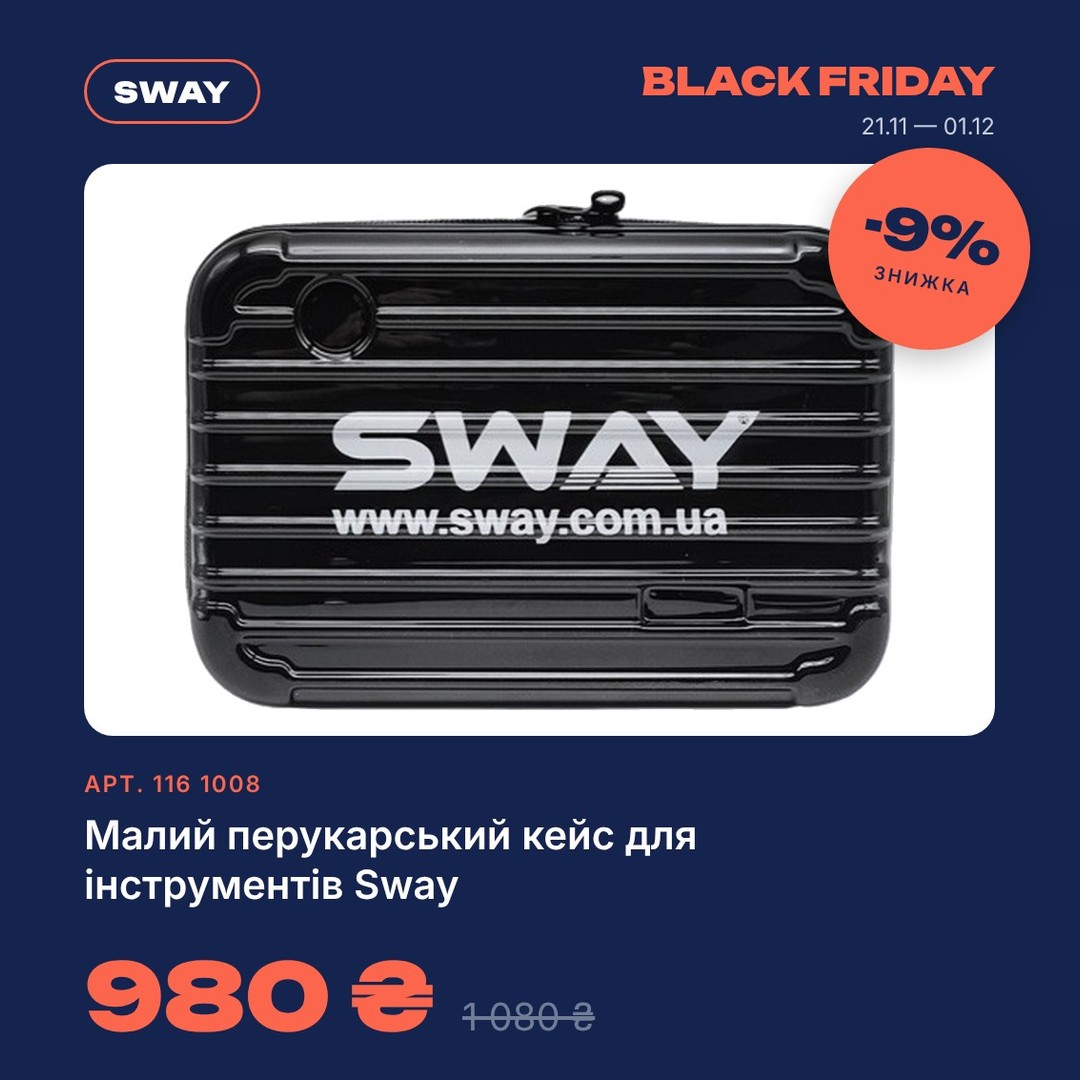 SWAY
BLACK FRIDAY
21.11 — 01.12
-9%
ЗНИЖКА
SWAY®
www.sway.com.ua
АРТ. 116 1008
Малий перукарський кейс для
інструментів Sway
980 ₴ 1 080 ₴